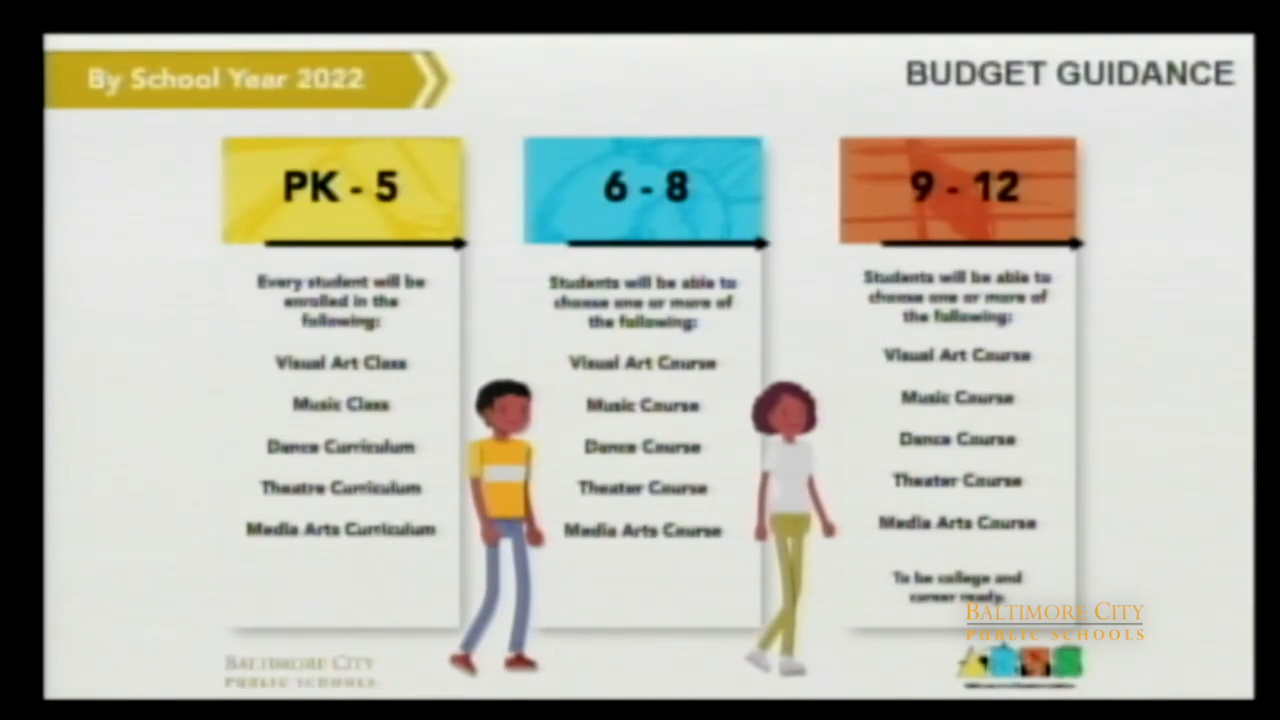 By School Year 2022
BUDGET GUIDANCE
PK - 5
Every student will be
enrolled in the
following:
Visual Art Class
Music Class
Dance Curriculum
Theatre Curriculum
Media Arts Curriculum
6 - 8
Students will be able to
choose one or more of
the following:
Visual Art Course
Music Course
Dance Course
Theater Course
Media Arts Course
9 - 12
Students will be able to
choose one or more of
the following:
Visual Art Course
Music Course
Dance Course
Theater Course
Media Arts Course
To be college and
career ready.
BALTIMORE CITY
PUBLIC SCHOOLS
BALTIMORE CITY
PUBLIC SCHOOLS